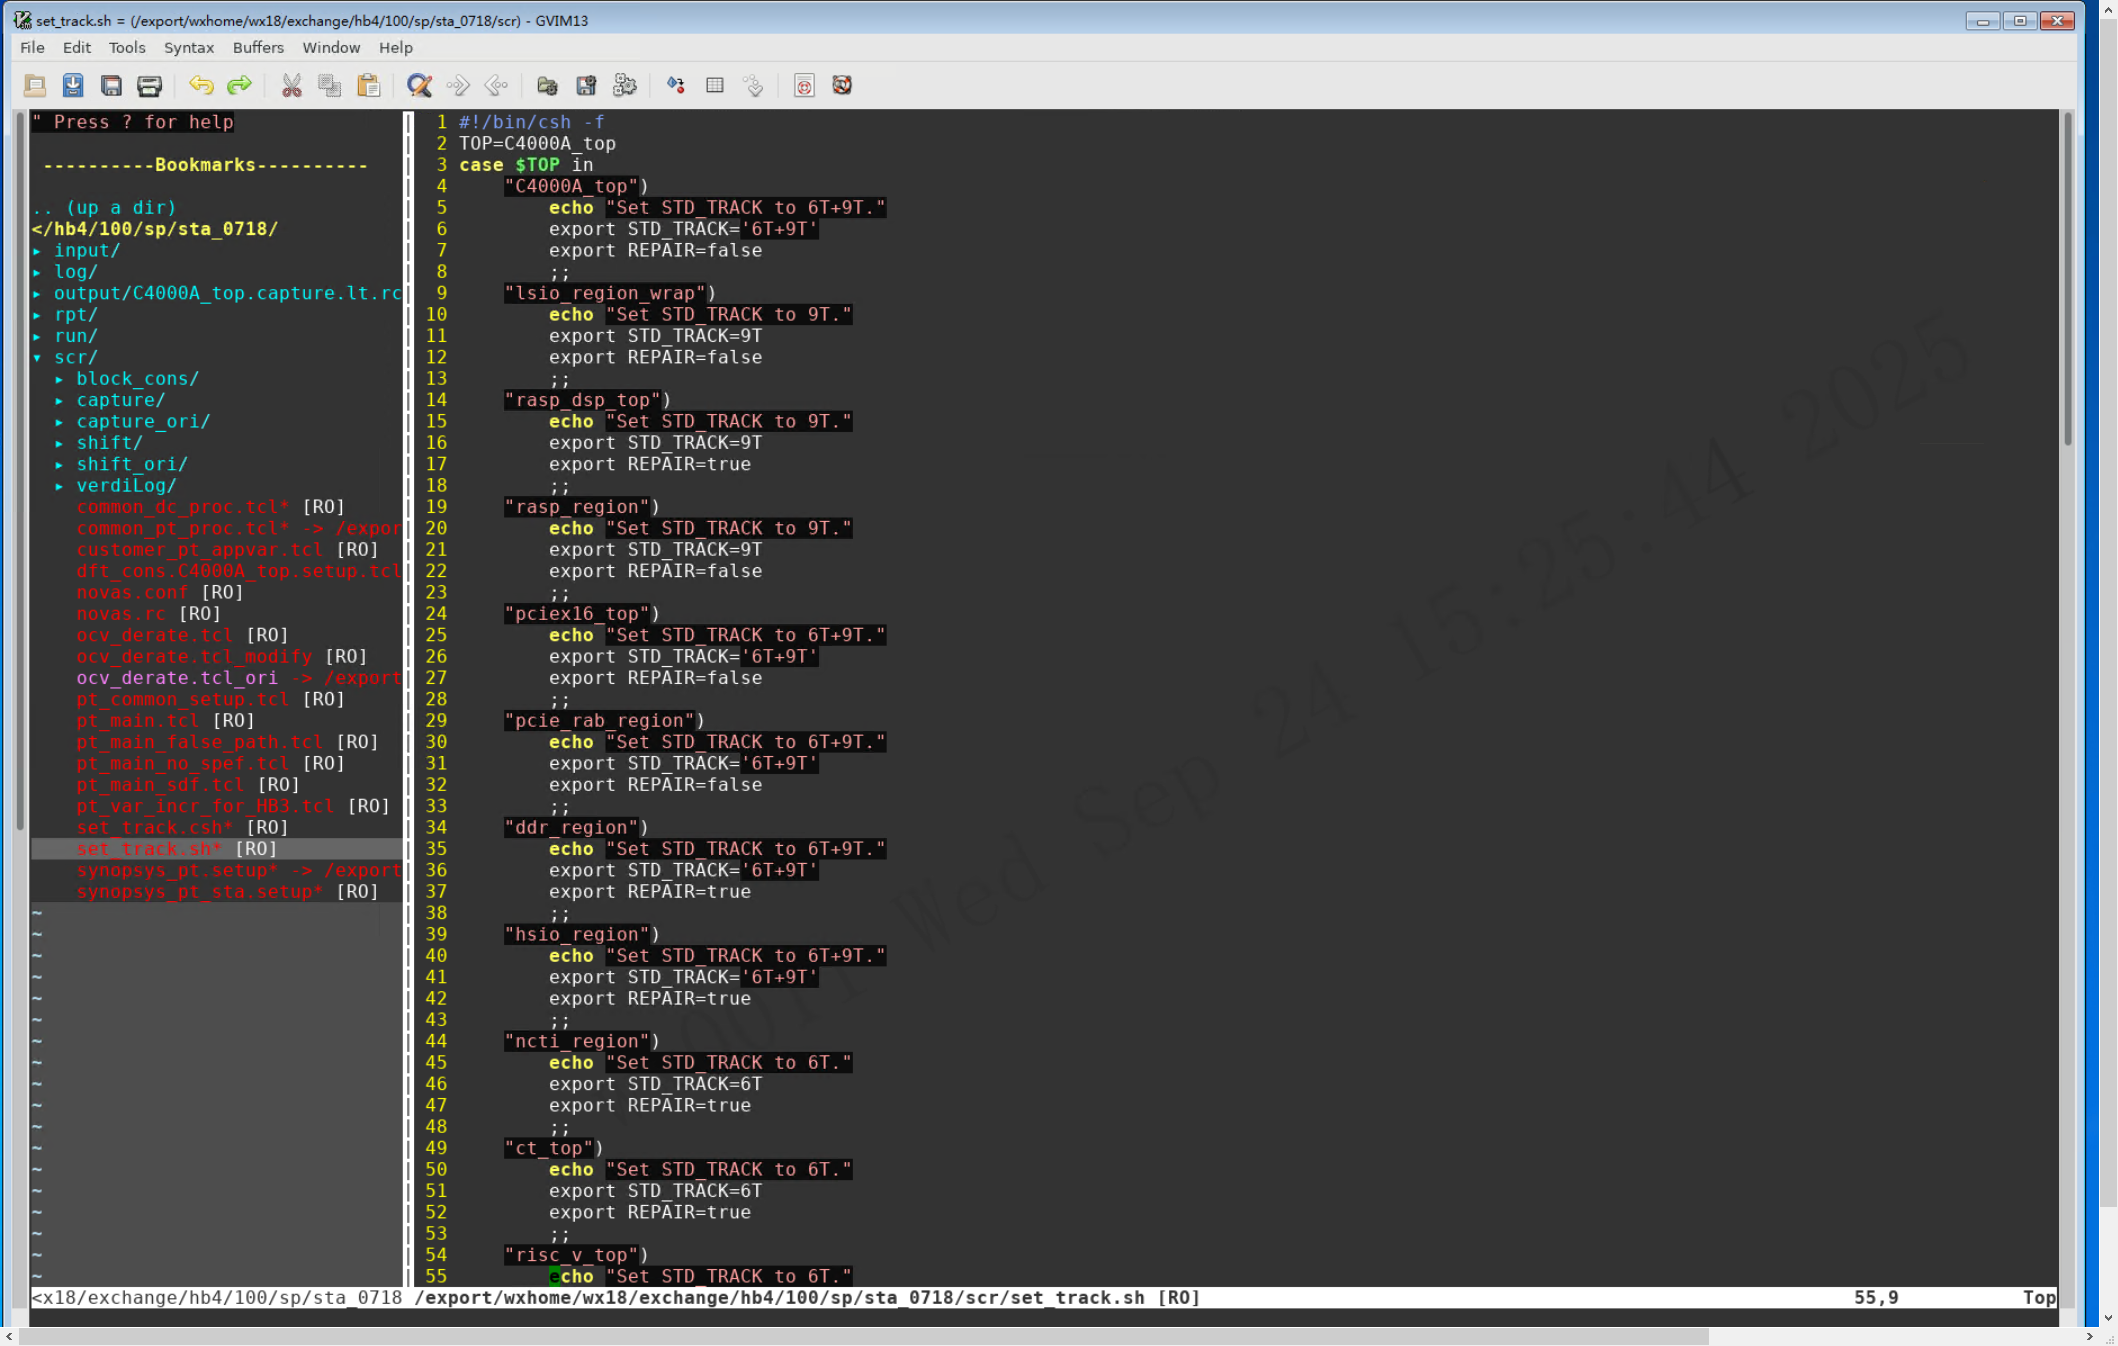 set_track.sh = (/export/wxhome/wx18/exchange/hb4/100/sp/sta_0718/scr) - GVIM13
File Edit Tools Syntax Buffers Window Help
" Press ? for help
----------Bookmarks----------
.. (up a dir)
</hb4/100/sp/sta_0718/
▸ input/
▸ log/
▸ output/C4000A_top.capture.lt.rc
▸ rpt/
▸ run/
▾ scr/
▸ block_cons/
▸ capture/
▸ capture_ori/
▸ shift/
▸ shift_ori/
▸ verdiLog/
common_dc_proc.tcl* [RO]
common_pt_proc.tcl* -> /expor
customer_pt_appvar.tcl [RO]
dft_cons.C4000A_top.setup.tcl
novas.conf [RO]
novas.rc [RO]
ocv_derate.tcl [RO]
ocv_derate.tcl_modify [RO]
ocv_derate.tcl_ori -> /export
pt_common_setup.tcl [RO]
pt_main.tcl [RO]
pt_main_false_path.tcl [RO]
pt_main_no_spef.tcl [RO]
pt_main_sdf.tcl [RO]
pt_var_incr_for_HB3.tcl [RO]
set_track.csh* [RO]
set_track.sh* [RO]
synopsys_pt.setup* -> /export
synopsys_pt_sta.setup* [RO]
1 #!/bin/csh -f
2 TOP=C4000A_top
3 case $TOP in
4 "C4000A_top")
5 echo "Set STD_TRACK to 6T+9T."
6 export STD_TRACK='6T+9T'
7 export REPAIR=false
8 ;;
9 "lsio_region_wrap")
10 echo "Set STD_TRACK to 9T."
11 export STD_TRACK=9T
12 export REPAIR=false
13 ;;
14 "rasp_dsp_top")
15 echo "Set STD_TRACK to 9T."
16 export STD_TRACK=9T
17 export REPAIR=true
18 ;;
19 "rasp_region")
20 echo "Set STD_TRACK to 9T."
21 export STD_TRACK=9T
22 export REPAIR=false
23 ;;
24 "pciex16_top")
25 echo "Set STD_TRACK to 6T+9T."
26 export STD_TRACK='6T+9T'
27 export REPAIR=false
28 ;;
29 "pcie_rab_region")
30 echo "Set STD_TRACK to 6T+9T."
31 export STD_TRACK='6T+9T'
32 export REPAIR=false
33 ;;
34 "ddr_region")
35 echo "Set STD_TRACK to 6T+9T."
36 export STD_TRACK='6T+9T'
37 export REPAIR=true
38 ;;
39 "hsio_region")
40 echo "Set STD_TRACK to 6T+9T."
41 export STD_TRACK='6T+9T'
42 export REPAIR=true
43 ;;
44 "ncti_region")
45 echo "Set STD_TRACK to 6T."
46 export STD_TRACK=6T
47 export REPAIR=true
48 ;;
49 "ct_top")
50 echo "Set STD_TRACK to 6T."
51 export STD_TRACK=6T
52 export REPAIR=true
53 ;;
54 "risc_v_top")
55 echo "Set STD_TRACK to 6T."
<x18/exchange/hb4/100/sp/sta_0718 /export/wxhome/wx18/exchange/hb4/100/sp/sta_0718/scr/set_track.sh [RO] 55,9 Top
Wed Sep 24 15:25:44 2025